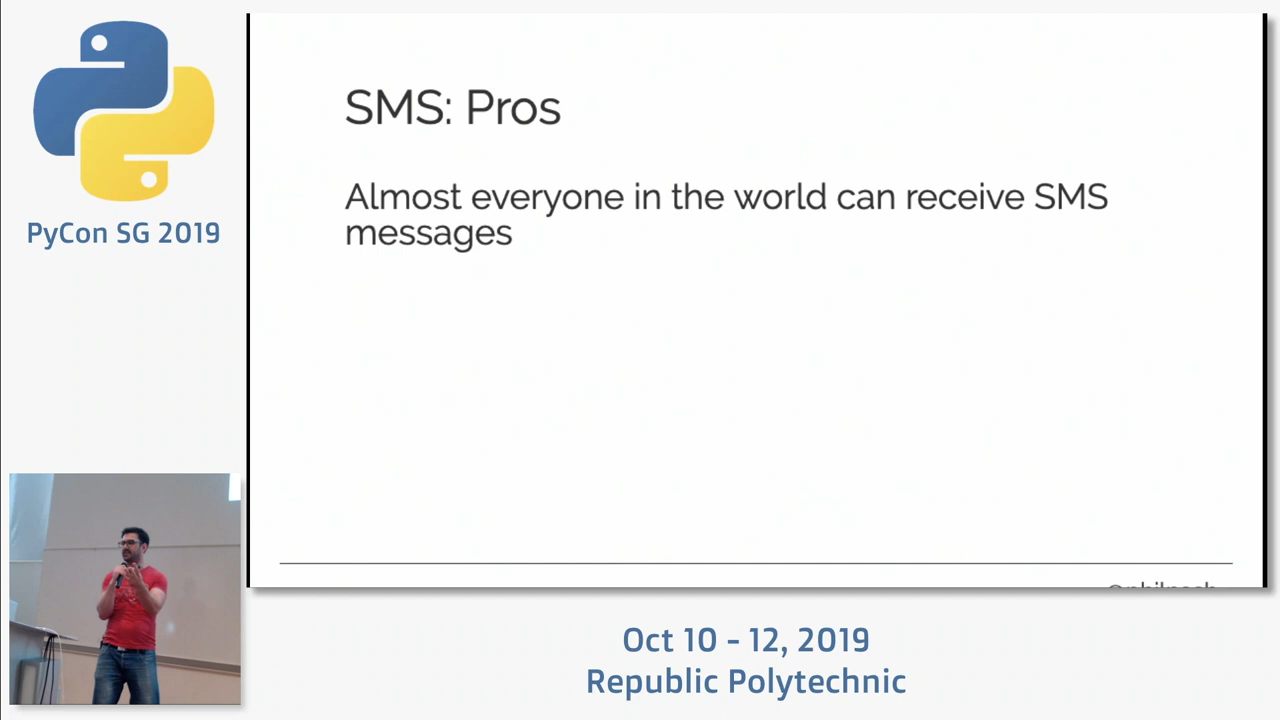 PyCon SG 2019
SMS: Pros
Almost everyone in the world can receive SMS
messages
Oct 10 - 12, 2019
Republic Polytechnic